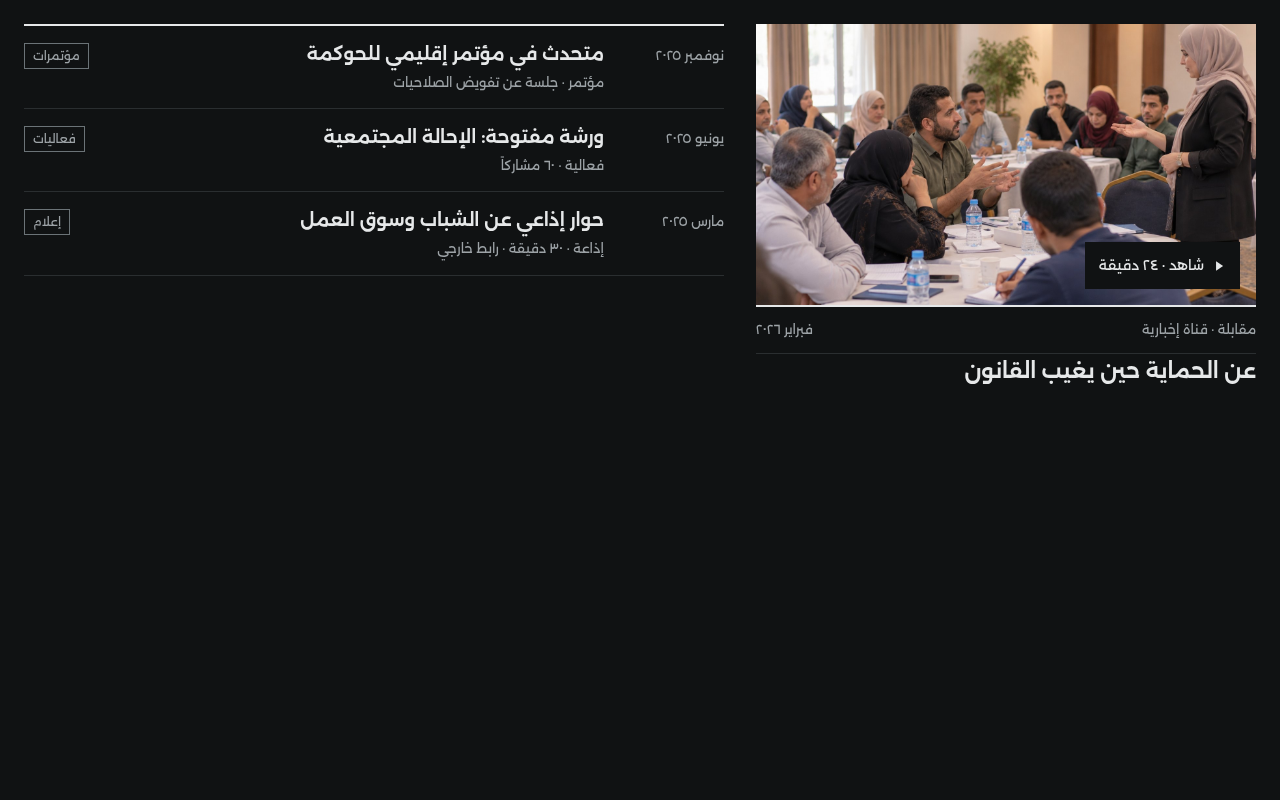 شاهد · ٢٤ دقيقة
مقابلة · قناة إخبارية
فبراير ٢٠٢٦
عن الحماية حين يغيب القانون
نوفمبر ٢٠٢٥
متحدث في مؤتمر إقليمي للحوكمة
مؤتمر · جلسة عن تفويض الصلاحيات
مؤتمرات
يونيو ٢٠٢٥
ورشة مفتوحة: الإحالة المجتمعية
فعالية · ٦٠ مشاركاً
فعاليات
مارس ٢٠٢٥
حوار إذاعي عن الشباب وسوق العمل
إذاعة · ٣٠ دقيقة · رابط خارجي
إعلام